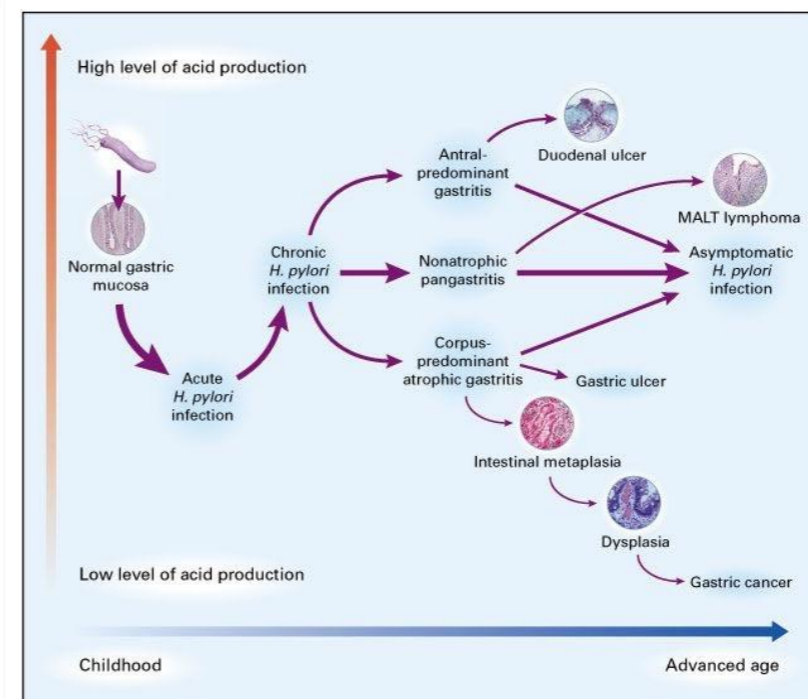 High level of acid production
Normal gastric
mucosa
Acute
H. pylori
infection
Chronic
H. pylori
infection
Antral-
predominant
gastritis
Duodenal ulcer
Nonatrophic
pangastritis
MALT lymphoma
Asymptomatic
H. pylori
infection
Corpus-
predominant
atrophic gastritis
Gastric ulcer
Intestinal metaplasia
Dysplasia
Gastric cancer
Low level of acid production
Childhood
Advanced age